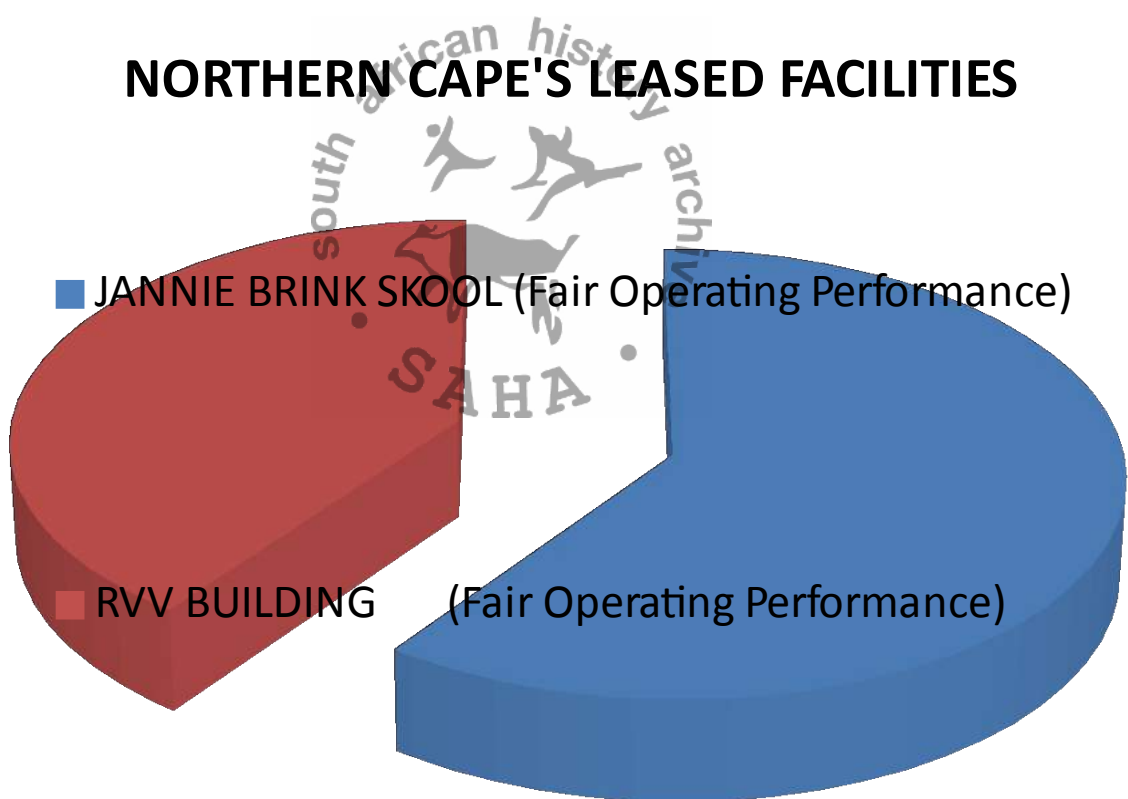 NORTHERN CAPE'S LEASED FACILITIES
south african history archive
JANNIE BRINK SKOOL (Fair Operating Performance)
SAHA
RVV BUILDING (Fair Operating Performance)